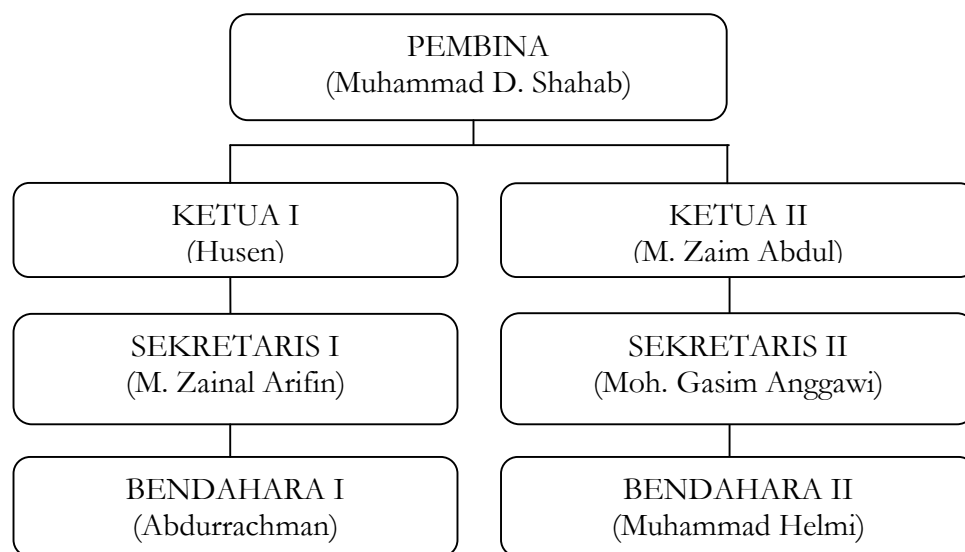 PEMBINA
(Muhammad D. Shahab)
KETUA I
(Husen)
KETUA II
(M. Zaim Abdul)
SEKRETARIS I
(M. Zainal Arifin)
SEKRETARIS II
(Moh. Gasim Anggawi)
BENDAHARA I
(Abdurrachman)
BENDAHARA II
(Muhammad Helmi)